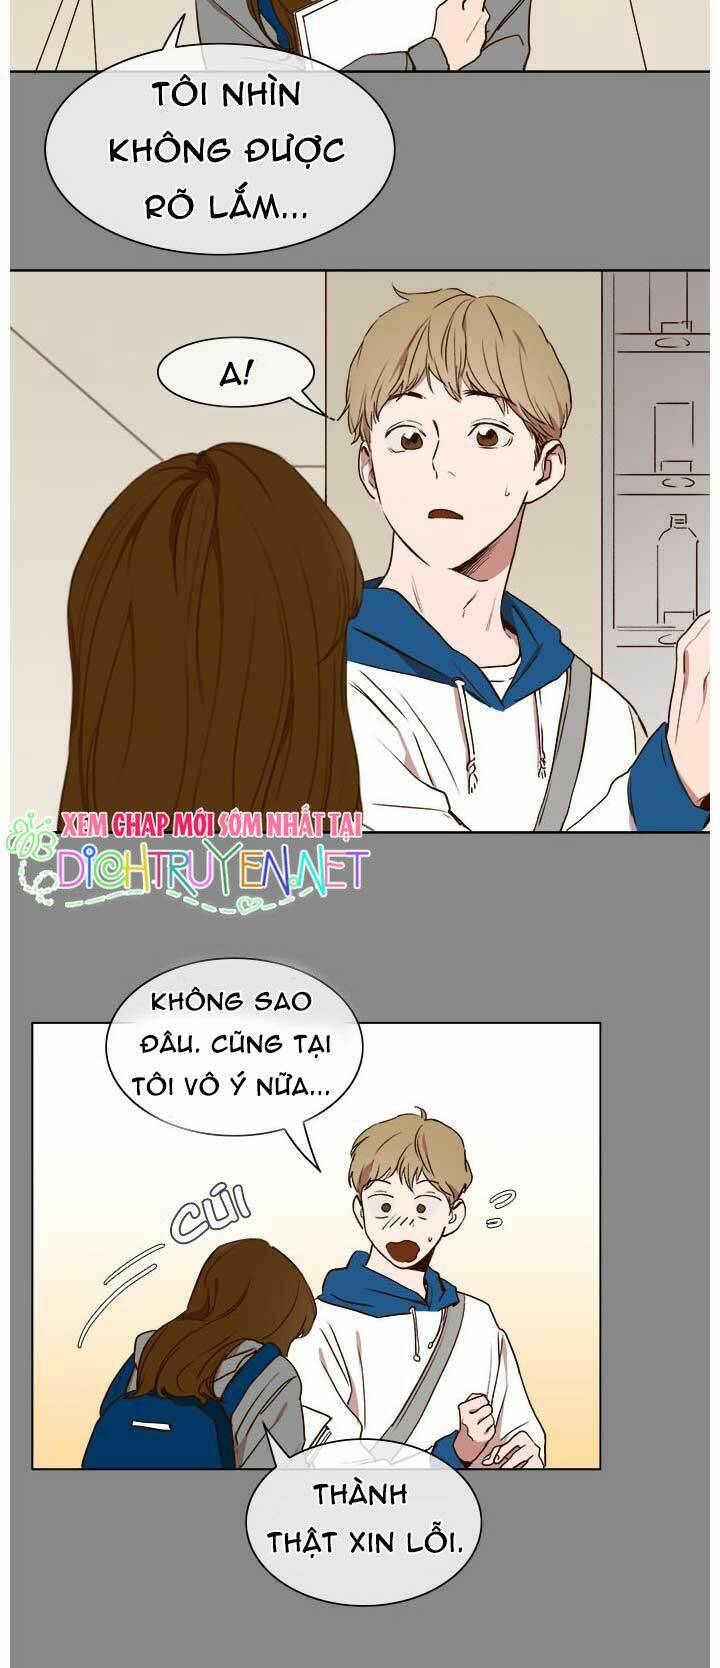 TÔI NHÌN
KHÔNG ĐƯỢC
RÕ LẮM...
A!
XEM CHAP MỚI SỚM NHẤT TẠI
DICHTRUYEN.NET
KHÔNG SAO
ĐÂU. CŨNG TẠI
TÔI VÔ Ý NỮA...
CÚI
THÀNH
THẬT XIN LỖI.